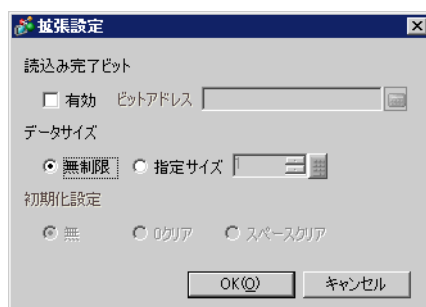 拡張設定
読込み完了ビット
有効 ビットアドレス
データサイズ
無制限 指定サイズ 1
初期化設定
無 0クリア スペースクリア
OK(O) キャンセル